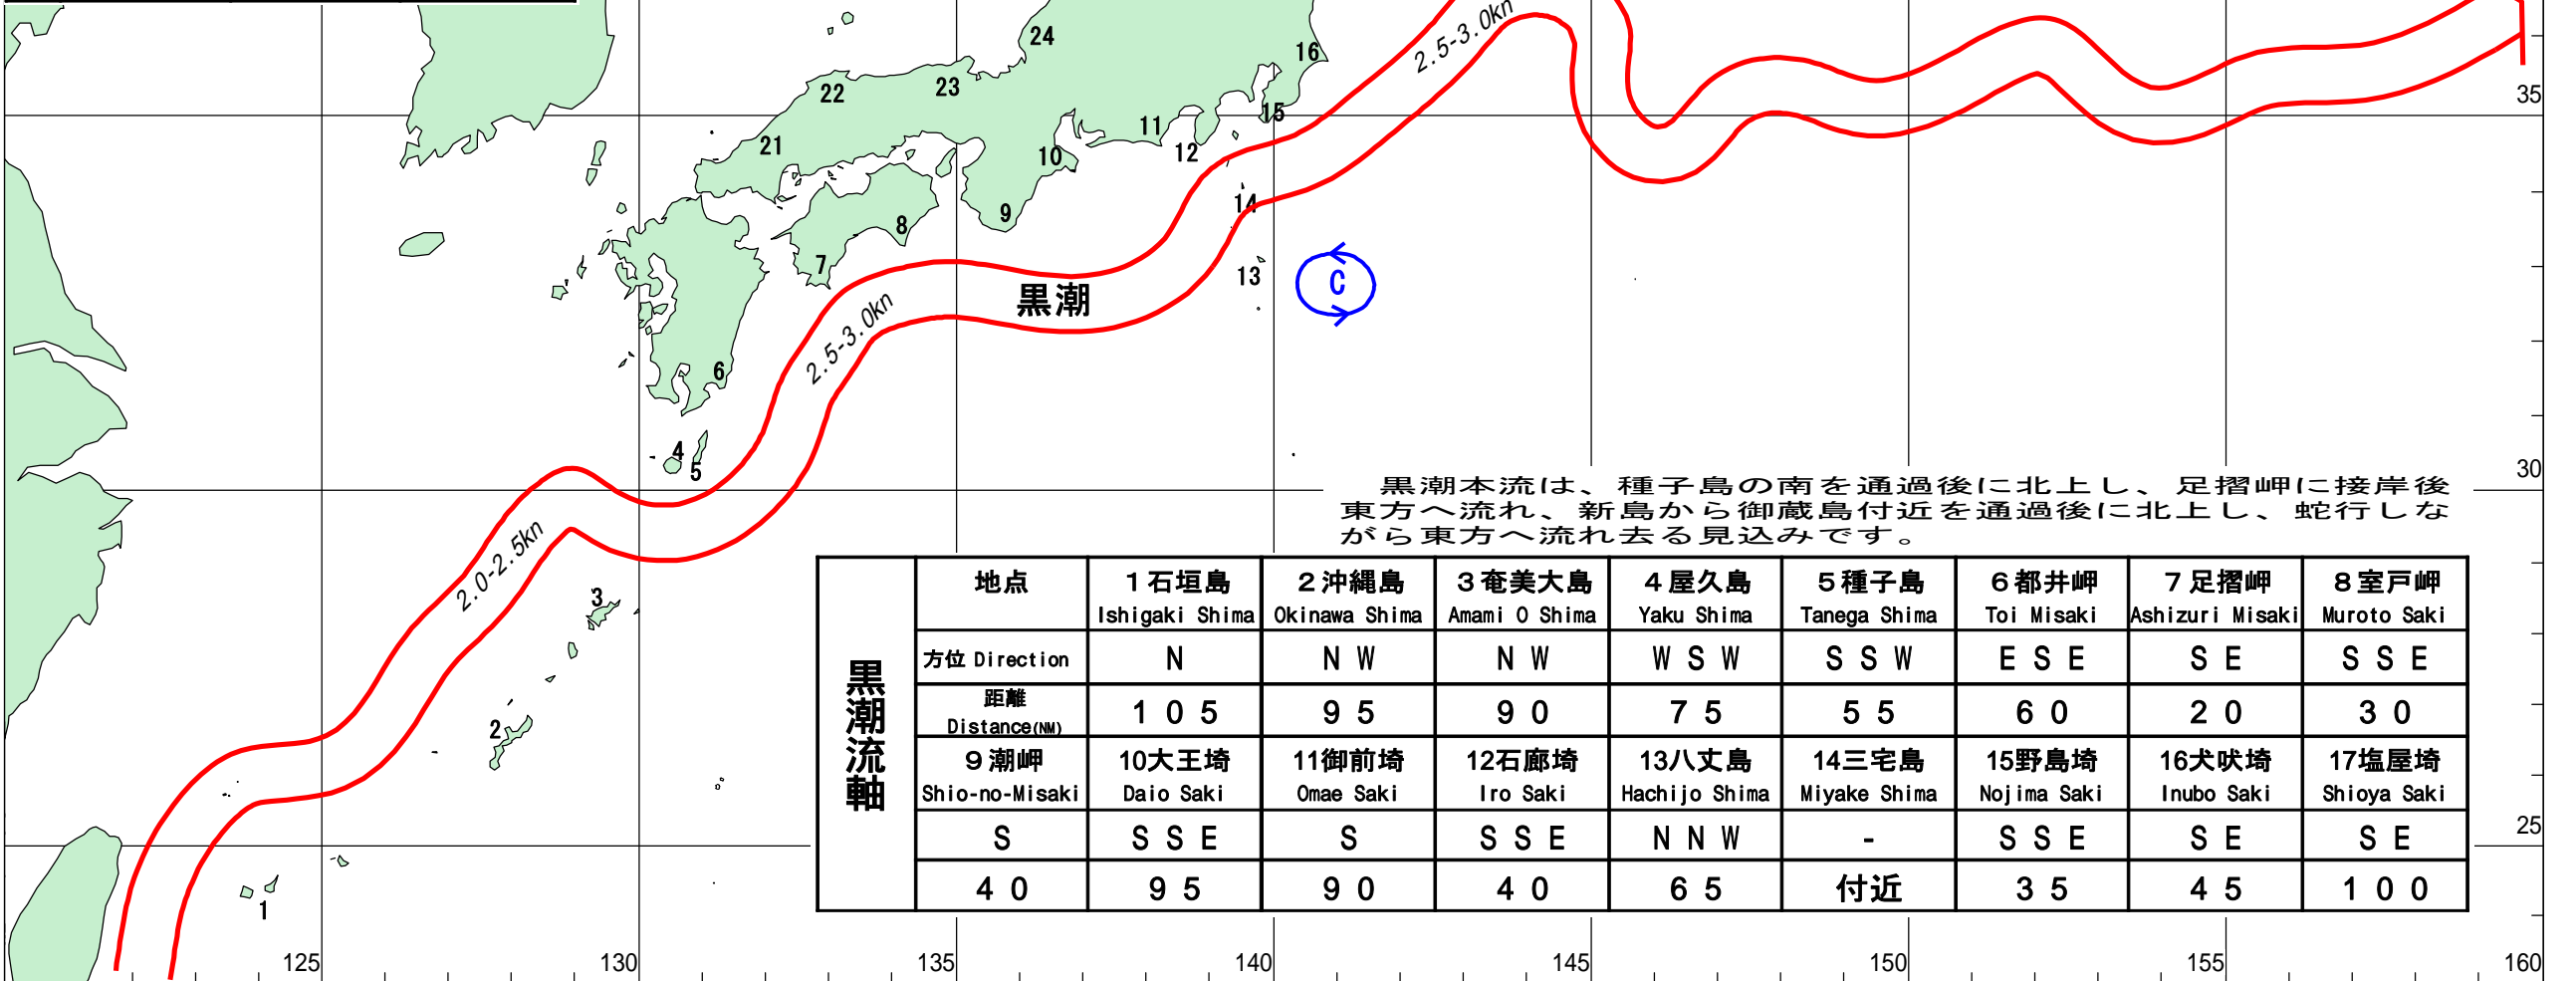 24
16
2.5-3.0kn
23
22
35
15
11
21
12
10
14
9
8
7
13
C
黒潮
2.5-3.0kn
6
4
5
30
黒潮本流は、種子島の南を通過後に北上し、足摺岬に接岸後
東方へ流れ、新島から御蔵島付近を通過後に北上し、蛇行しな
がら東方へ流れ去る見込みです。
2.0-2.5kn
3
2
1
25
黒潮流軸
地点 1石垣島 2沖縄島 3奄美大島 4屋久島 5種子島 6都井岬 7足摺岬 8室戸岬
Ishigaki Shima Okinawa Shima Amami O Shima Yaku Shima Tanega Shima Toi Misaki Ashizuri Misaki Muroto Saki
方位 Direction N NW NW WSW SSW ESE SE SSE
距離
Distance(NM) 105 95 90 75 55 60 20 30
9潮岬 10大王埼 11御前埼 12石廊埼 13八丈島 14三宅島 15野島埼 16犬吠埼 17塩屋埼
Shio-no-Misaki Daio Saki Omae Saki Iro Saki Hachijo Shima Miyake Shima Nojima Saki Inubo Saki Shioya Saki
S SSE S SSE NNW - SSE SE SE
40 95 90 40 65 付近 35 45 100
125 130 135 140 145 150 155 160